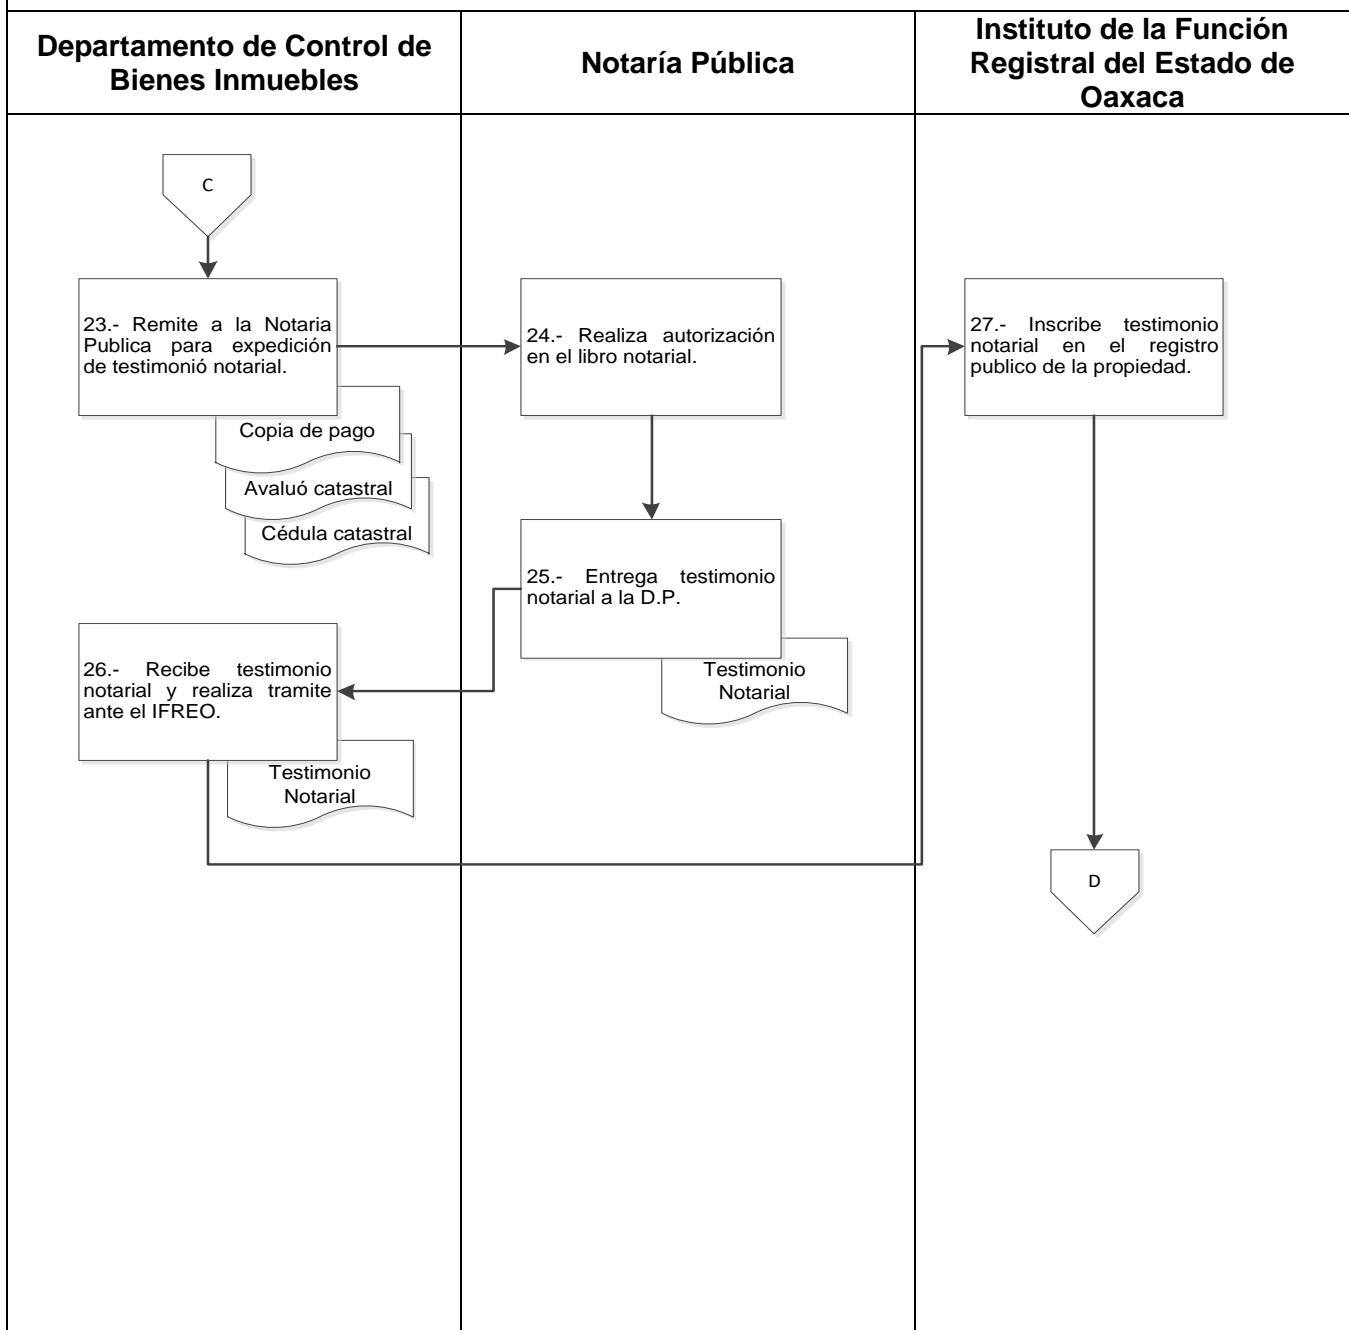 Departamento de Control de
Bienes Inmuebles
Notaría Pública
Instituto de la Función
Registral del Estado de
Oaxaca
C
23.- Remite a la Notaria
Publica para expedición
de testimonió notarial.
Copia de pago
Avaluó catastral
Cédula catastral
24.- Realiza autorización
en el libro notarial.
25.- Entrega testimonio
notarial a la D.P.
Testimonio
Notarial
26.- Recibe testimonio
notarial y realiza tramite
ante el IFREO.
Testimonio
Notarial
27.- Inscribe testimonio
notarial en el registro
publico de la propiedad.
D